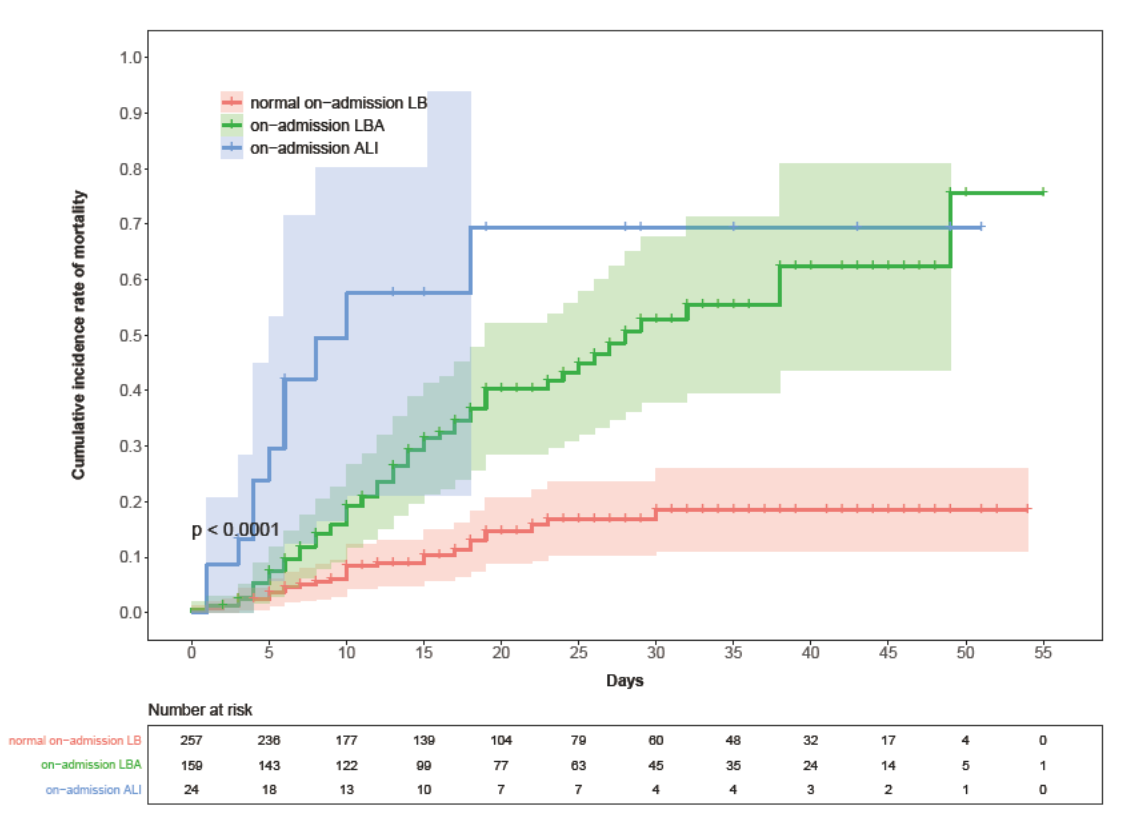 1.0
0.9
0.8
0.7
0.6
0.5
0.4
0.3
0.2
0.1
0.0
Cumulative incidence rate of mortality
normal on-admission LB
on-admission LBA
on-admission ALI
p < 0.0001
0 5 10 15 20 25 30 35 40 45 50 55
Days
Number at risk
normal on-admission LB 257 236 177 139 104 79 60 48 32 17 4 0
on-admission LBA 159 143 122 99 77 63 45 35 24 14 5 1
on-admission ALI 24 18 13 10 7 7 4 4 3 2 1 0